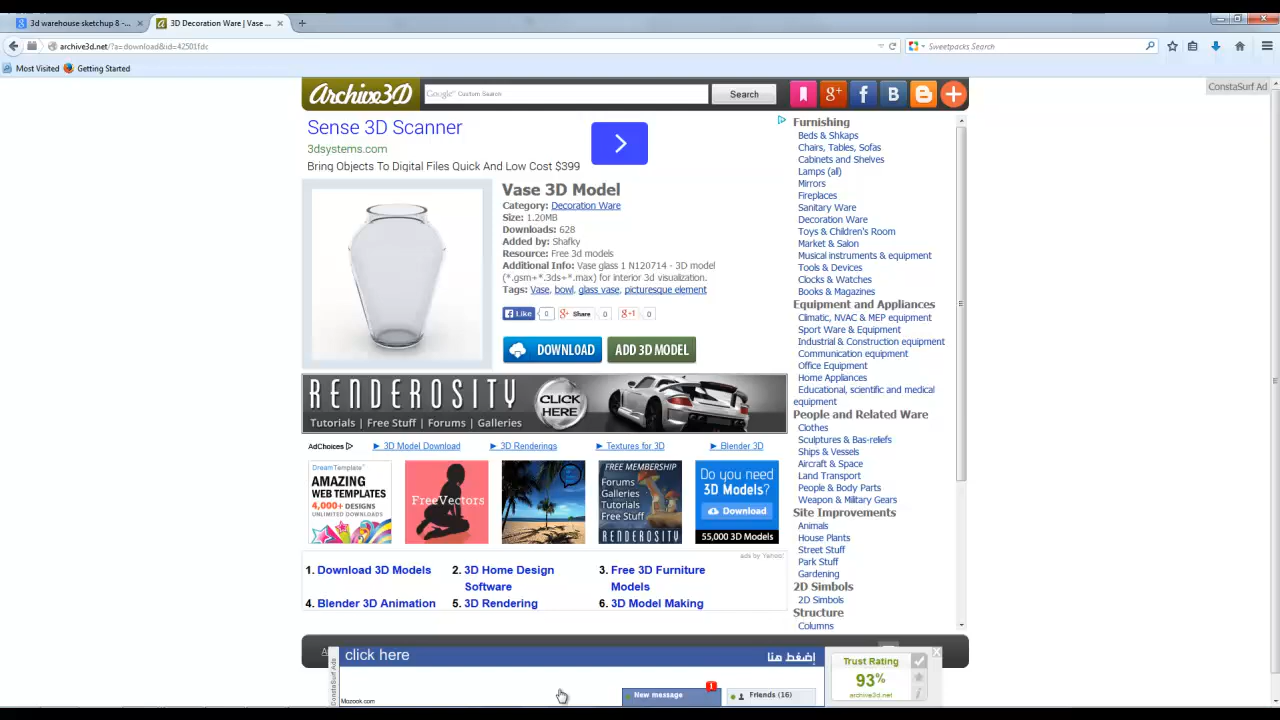 3d warehouse sketchup 8 -...
3D Decoration Ware | Vase ...
archive3d.net/?a=download&id=42501fdc
Sweetpacks Search
Most Visited
Getting Started
ConstaSurf Ad
Archive3D
Google™ Custom Search
Search
Sense 3D Scanner
3dsystems.com
Bring Objects To Digital Files Quick And Low Cost $399
Vase 3D Model
Category: Decoration Ware
Size: 1.20MB
Downloads: 628
Added by: Shafky
Resource: Free 3d models
Additional Info: Vase glass 1 N120714 - 3D model
(*.gsm+*.3ds+*.max) for interior 3d visualization.
Tags: Vase, bowl, glass vase, picturesque element
Like 0 Share 0 +1 0
DOWNLOAD
ADD 3D MODEL
RENDEROSITY
Tutorials | Free Stuff | Forums | Galleries
CLICK
HERE
AdChoices
► 3D Model Download
► 3D Renderings
► Textures for 3D
► Blender 3D
DreamTemplate
AMAZING
WEB TEMPLATES
4,000+ DESIGNS
UNLIMITED DOWNLOADS
FreeVectors
FREE MEMBERSHIP
Forums
Galleries
Tutorials
Free Stuff
RENDEROSITY
Do you need
3D Models?
Download
55,000 3D Models
ads by Yahoo!
1. Download 3D Models
2. 3D Home Design
Software
3. Free 3D Furniture
Models
4. Blender 3D Animation
5. 3D Rendering
6. 3D Model Making
Furnishing
Beds & Shkaps
Chairs, Tables, Sofas
Cabinets and Shelves
Lamps (all)
Mirrors
Fireplaces
Sanitary Ware
Decoration Ware
Toys & Children's Room
Market & Salon
Musical instruments & equipment
Tools & Devices
Clocks & Watches
Books & Magazines
Equipment and Appliances
Climatic, NVAC & MEP equipment
Sport Ware & Equipment
Industrial & Construction equipment
Communication equipment
Office Equipment
Home Appliances
Educational, scientific and medical
equipment
People and Related Ware
Clothes
Sculptures & Bas-reliefs
Ships & Vessels
Aircraft & Space
Land Transport
People & Body Parts
Weapon & Military Gears
Site Improvements
Animals
House Plants
Street Stuff
Park Stuff
Gardening
2D Simbols
2D Simbols
Structure
Columns
ConstaSurf Ads
click here
إضغط هنا
Mozook.com
New message
1
Friends (16)
Trust Rating
93%
archive3d.net